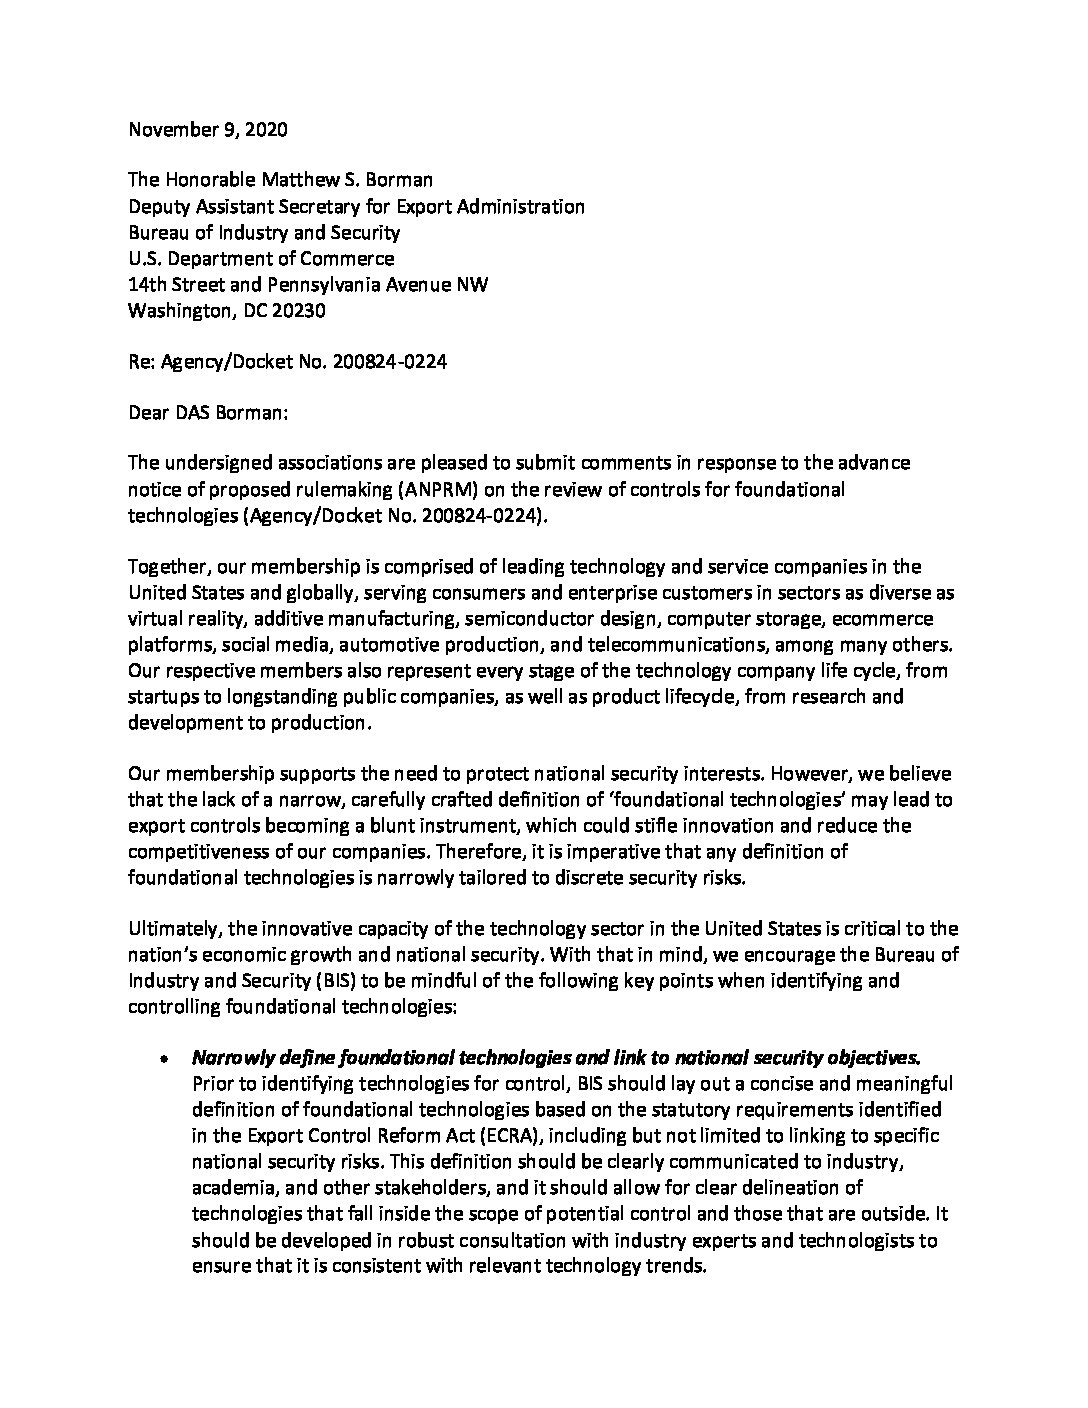 November 9, 2020
The Honorable Matthew S. Borman
Deputy Assistant Secretary for Export Administration
Bureau of Industry and Security
U.S. Department of Commerce
14th Street and Pennsylvania Avenue NW
Washington, DC 20230
Re: Agency/Docket No. 200824-0224
Dear DAS Borman:
The undersigned associations are pleased to submit comments in response to the advance
notice of proposed rulemaking (ANPRM) on the review of controls for foundational
technologies (Agency/Docket No. 200824-0224).
Together, our membership is comprised of leading technology and service companies in the
United States and globally, serving consumers and enterprise customers in sectors as diverse as
virtual reality, additive manufacturing, semiconductor design, computer storage, ecommerce
platforms, social media, automotive production, and telecommunications, among many others.
Our respective members also represent every stage of the technology company life cycle, from
startups to longstanding public companies, as well as product lifecycle, from research and
development to production.
Our membership supports the need to protect national security interests. However, we believe
that the lack of a narrow, carefully crafted definition of ‘foundational technologies’ may lead to
export controls becoming a blunt instrument, which could stifle innovation and reduce the
competitiveness of our companies. Therefore, it is imperative that any definition of
foundational technologies is narrowly tailored to discrete security risks.
Ultimately, the innovative capacity of the technology sector in the United States is critical to the
nation’s economic growth and national security. With that in mind, we encourage the Bureau of
Industry and Security (BIS) to be mindful of the following key points when identifying and
controlling foundational technologies:
• Narrowly define foundational technologies and link to national security objectives.
Prior to identifying technologies for control, BIS should lay out a concise and meaningful
definition of foundational technologies based on the statutory requirements identified
in the Export Control Reform Act (ECRA), including but not limited to linking to specific
national security risks. This definition should be clearly communicated to industry,
academia, and other stakeholders, and it should allow for clear delineation of
technologies that fall inside the scope of potential control and those that are outside. It
should be developed in robust consultation with industry experts and technologists to
ensure that it is consistent with relevant technology trends.